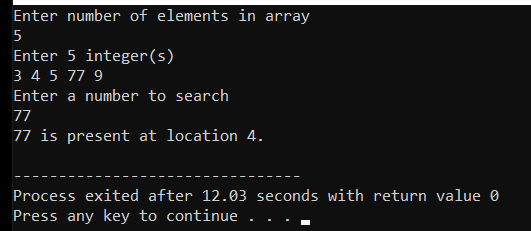 Enter number of elements in array
5
Enter 5 integer(s)
3 4 5 77 9
Enter a number to search
77
77 is present at location 4.
--------------------------------
Process exited after 12.03 seconds with return value 0
Press any key to continue . . .